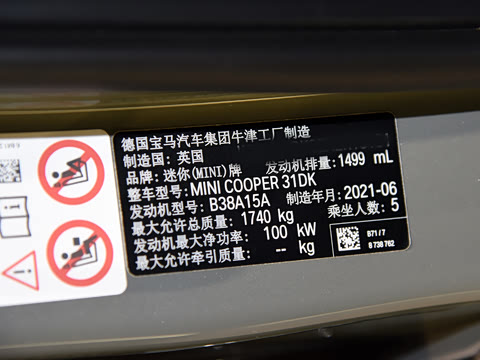 德国宝马汽车集团牛津工厂制造
制造国: 英国
品牌: 迷你(MINI)牌 发动机排量: 1499 mL
整车型号: MINI COOPER 31DK
发动机型号: B38A15A 制造年月: 2021-06
最大允许总质量: 1740 kg 乘坐人数: 5
发动机最大净功率: 100 kW
最大允许牵引质量: -- kg
B71 / 7
8 738 762